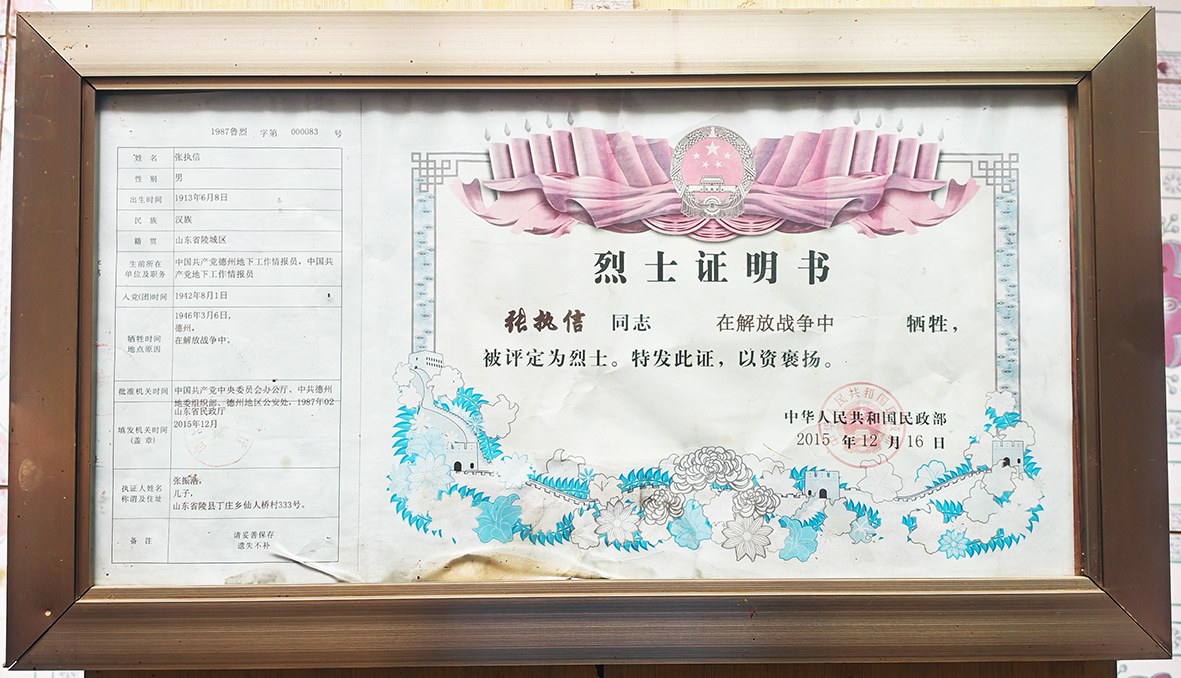 1987鲁烈 字第 000083 号
姓 名 张执信
性 别 男
出生时间 1913年6月8日
民 族 汉族
籍 贯 山东省陵城区
生前所在
单位及职务
中国共产党德州地下工作情报员,中国共
产党地下工作情报员
入党(团)时间 1942年8月1日
牺牲时间
地点原因
1946年3月6日,
德州,
在解放战争中。
批准机关时间
中国共产党中央委员会办公厅、中共德州
地委组织部、德州地区公安处,1987年02
填发机关时间
(盖 章)
山东省民政厅
2015年12月
执证人姓名
称谓及住址
张振清,
儿子,
山东省陵县丁庄乡仙人桥村333号。
备 注
请妥善保存
遗失不补
烈士证明书
张执信 同志 在解放战争中 牺牲,
被评定为烈士。特发此证,以资褒扬。
中华人民共和国民政部
2015 年 12 月 16 日